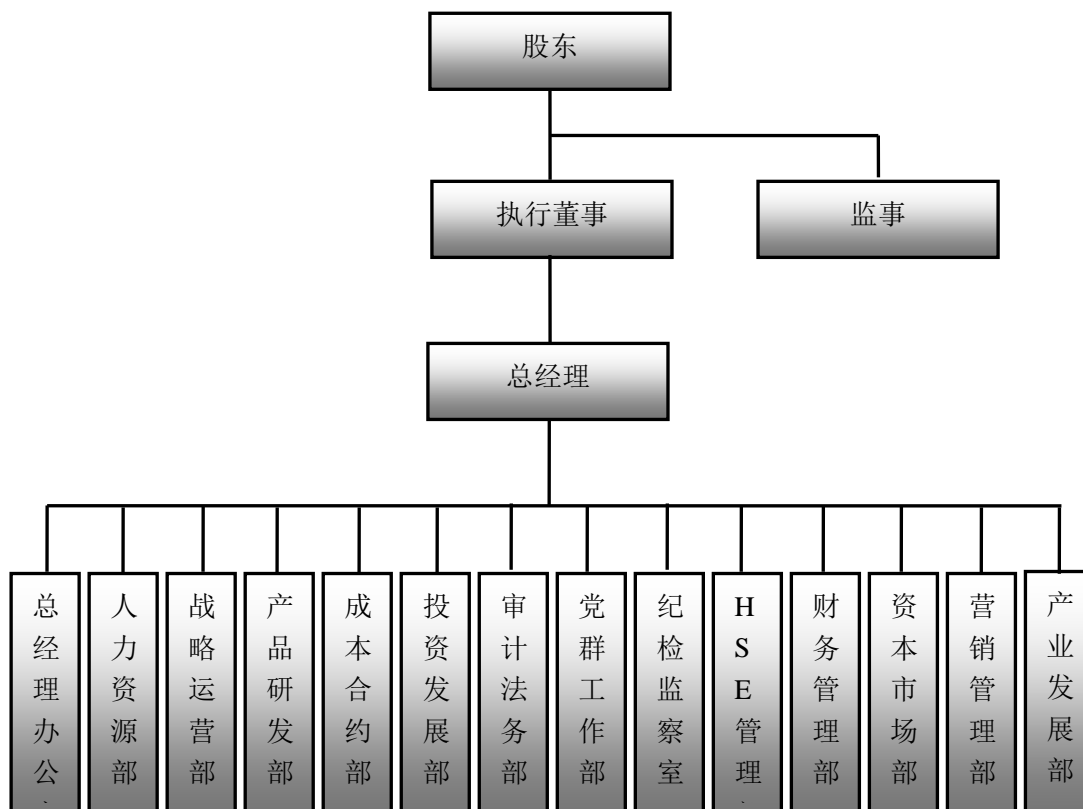 股东
执行董事
监事
总经理
总经理办公
人力资源部
战略运营部
产品研发部
成本合约部
投资发展部
审计法务部
党群工作部
纪检监察室
HSE管理
财务管理部
资本市场部
营销管理部
产业发展部